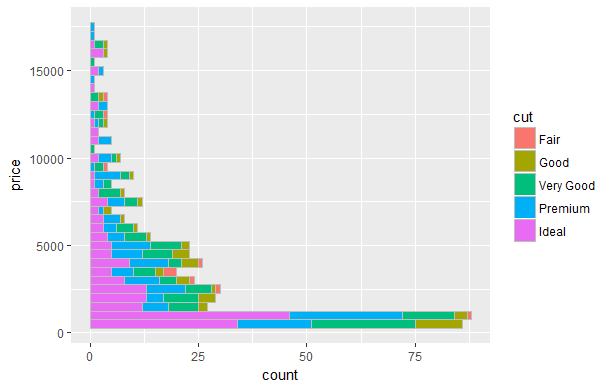 15000
10000
5000
0
price
0
25
50
75
count
cut
Fair
Good
Very Good
Premium
Ideal